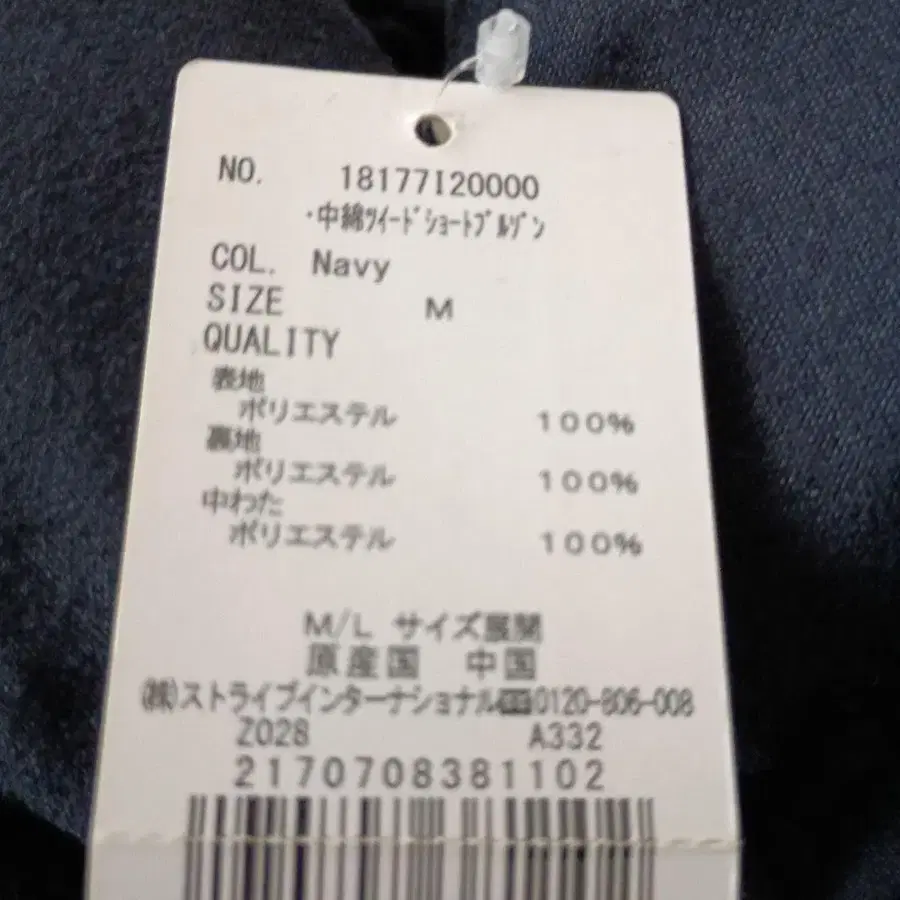 NO. 18177I20000
・中綿ﾂｲｰﾄﾞｼｮｰﾄﾌﾞﾙｿﾞﾝ
COL. Navy
SIZE M
QUALITY
表地
ポリエステル 100%
裏地
ポリエステル 100%
中わた
ポリエステル 100%
M/L サイズ展開
原産国 中国
㈱ストライプインターナショナル 0120-806-008
Z028 A332
2170708381102